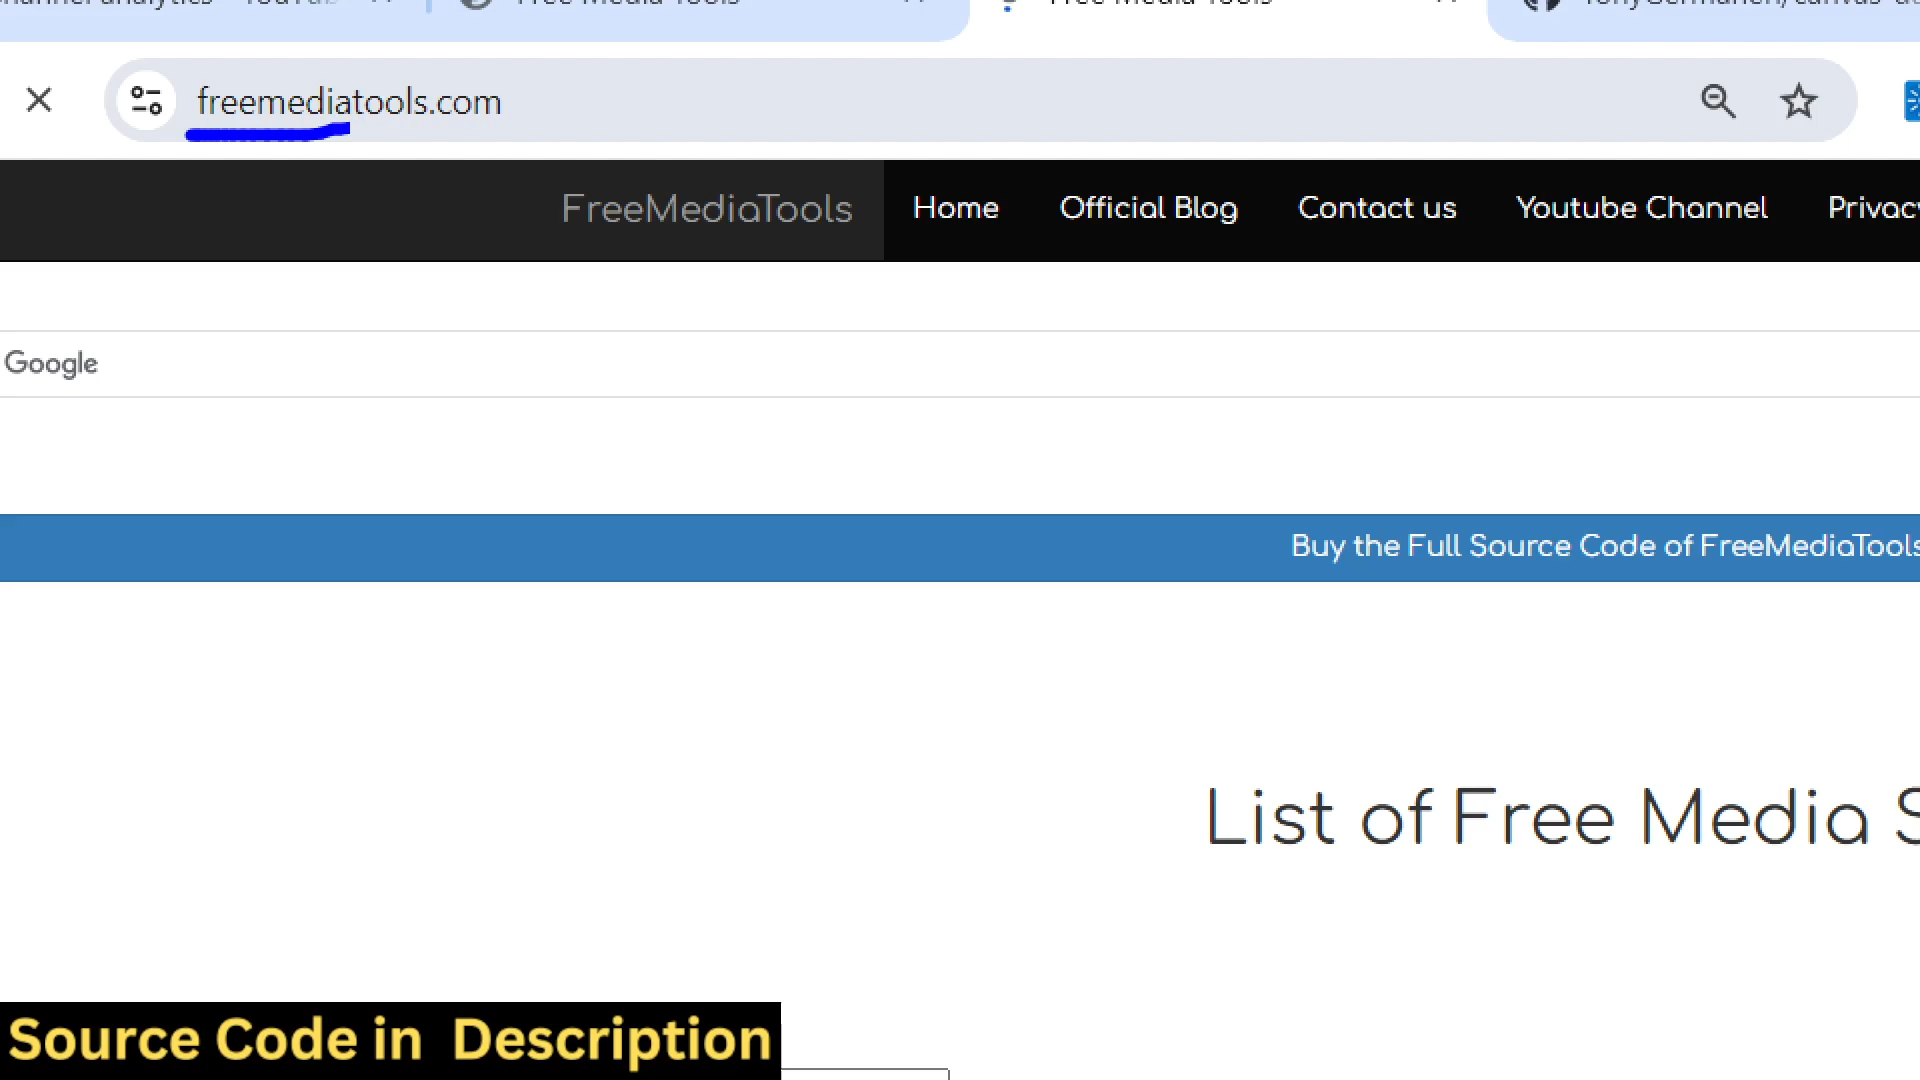 freemediatools.com
FreeMediaTools Home Official Blog Contact us Youtube Channel
Google
Buy the Full Source Code of FreeMediaTools
List of Free Media
Source Code in Description